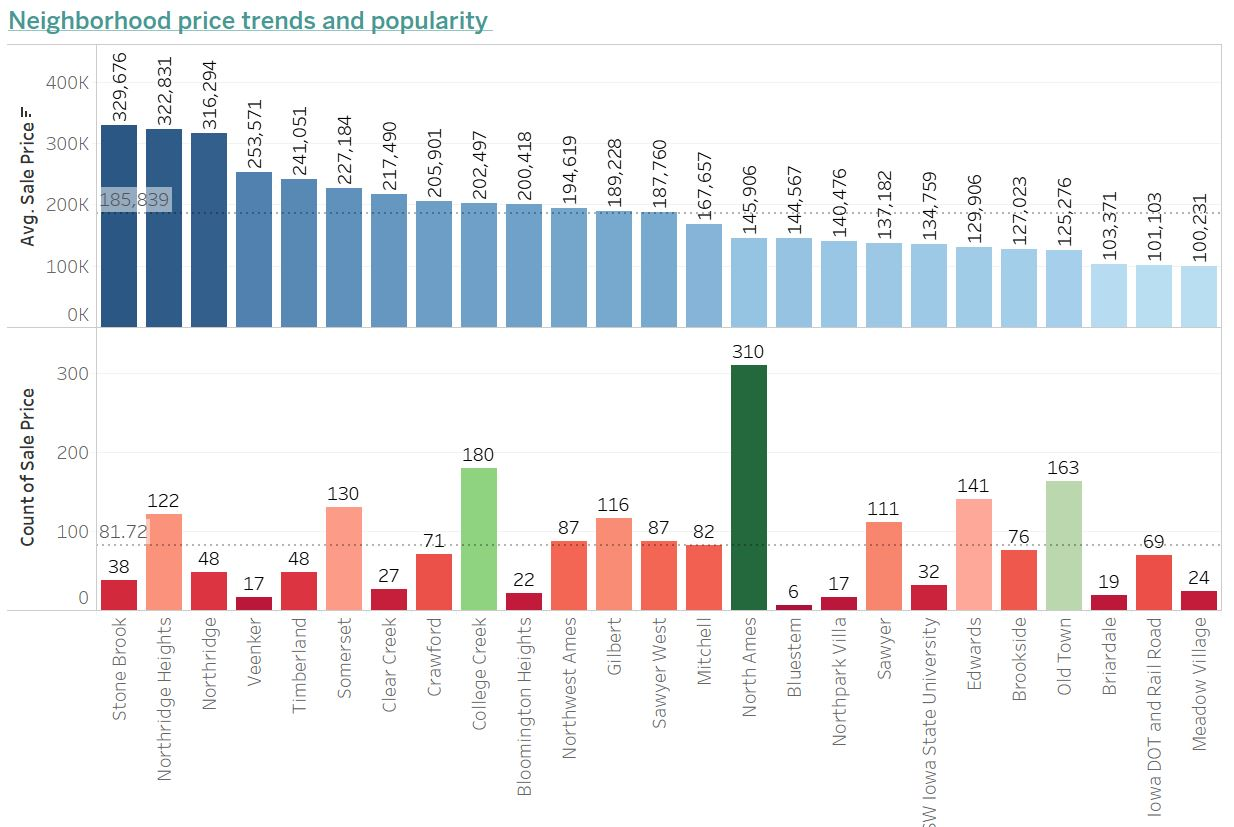 Neighborhood price trends and popularity
Avg. Sale Price
400K
300K
200K
100K
0K
185,839
329,676
322,831
316,294
253,571
241,051
227,184
217,490
205,901
202,497
200,418
194,619
189,228
187,760
167,657
145,906
144,567
140,476
137,182
134,759
129,906
127,023
125,276
103,371
101,103
100,231
Count of Sale Price
300
200
100
0
81.72
38
122
48
17
48
130
27
71
180
22
87
116
87
82
310
6
17
111
32
141
76
163
19
69
24
Stone Brook
Northridge Heights
Northridge
Veenker
Timberland
Somerset
Clear Creek
Crawford
College Creek
Bloomington Heights
Northwest Ames
Gilbert
Sawyer West
Mitchell
North Ames
Bluestem
Northpark Villa
Sawyer
SW Iowa State University
Edwards
Brookside
Old Town
Briardale
Iowa DOT and Rail Road
Meadow Village